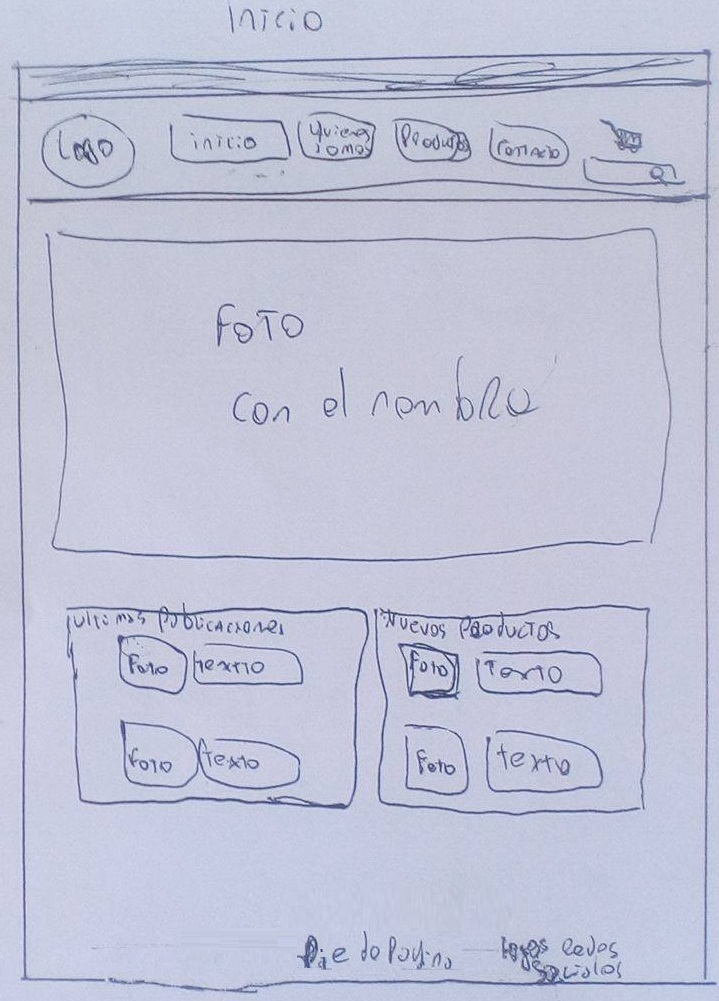 Inicio
Logo
inicio
Quienes
somos
Productos
Contacto
FOTO
con el nombre
ultimas Publicaciones
Nuevos Productos
Foto
texto
Foto
Texto
Foto
texto
Foto
texto
Pie de Pagina
logos redes
sociales